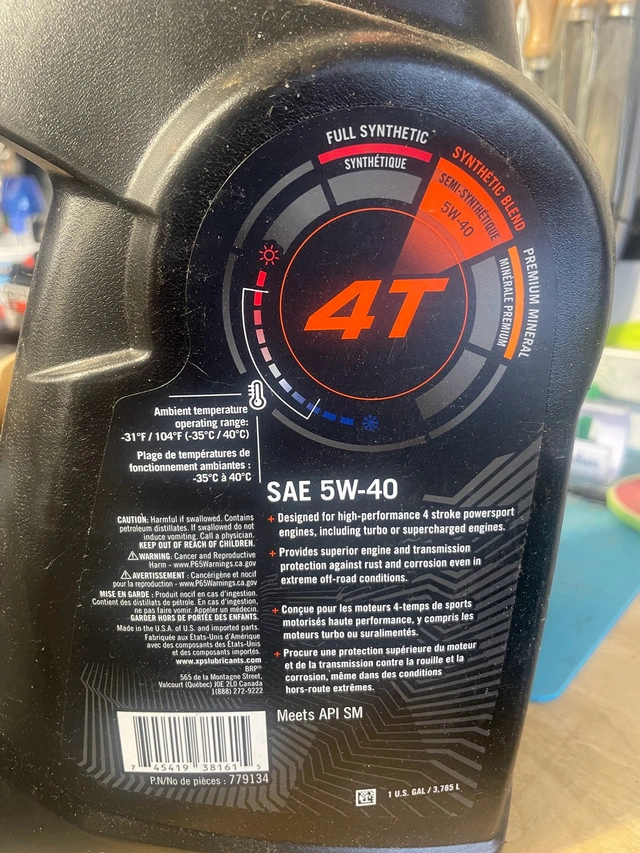 FULL SYNTHETIC
SYNTHÉTIQUE
SYNTHETIC BLEND
SEMI-SYNTHÉTIQUE
5W-40
PREMIUM MINERAL
MINÉRALE PREMIUM
4T
Ambient temperature
operating range:
-31°F / 104°F (-35°C / 40°C)
Plage de températures de
fonctionnement ambiantes :
-35°C à 40°C
SAE 5W-40
+ Designed for high-performance 4 stroke powersport
engines, including turbo or supercharged engines.
+ Provides superior engine and transmission
protection against rust and corrosion even in
extreme off-road conditions.
+ Conçue pour les moteurs 4-temps de sports
motorisés haute performance, y compris les
moteurs turbo ou suralimentés.
+ Procure une protection supérieure du moteur
et de la transmission contre la rouille et la
corrosion, même dans des conditions
hors-route extrêmes.
Meets API SM
CAUTION: Harmful if swallowed. Contains
petroleum distillates. If swallowed do not
induce vomiting. Call a physician.
KEEP OUT OF REACH OF CHILDREN.
WARNING: Cancer and Reproductive
Harm - www.P65Warnings.ca.gov
AVERTISSEMENT : Cancérigène et nocif
pour la reproduction - www.P65Warnings.ca.gov
MISE EN GARDE : Produit nocif en cas d'ingestion.
Contient des distillats de pétrole. En cas d'ingestion,
ne pas faire vomir. Appeler un médecin.
GARDER HORS DE PORTÉE DES ENFANTS.
Made in the U.S.A. of U.S. and imported parts.
Fabriquée aux États-Unis d'Amérique
avec des composants des États-Unis
et des composants importés.
www.xpslubricants.com
BRP®
565 de la Montagne Street,
Valcourt (Québec) J0E 2L0 Canada
1(888) 272-9222
7 45419 38161 5
P.N/No de pièces : 779134
1 U.S. GAL / 3,785 L